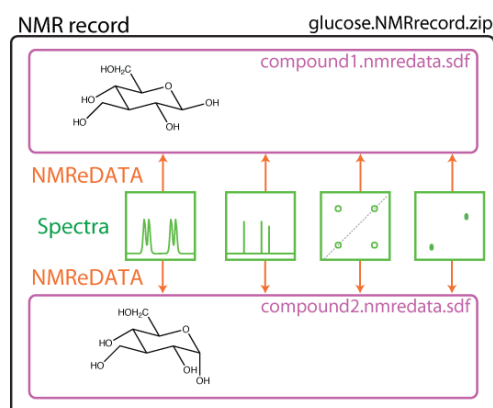 NMR record glucose.NMRrecord.zip
compound1.nmredata.sdf
HOH₂C
O
HO
OH
HO
OH
NMReDATA
Spectra
NMReDATA
compound2.nmredata.sdf
HOH₂C
O
HO
HO
OH
OH